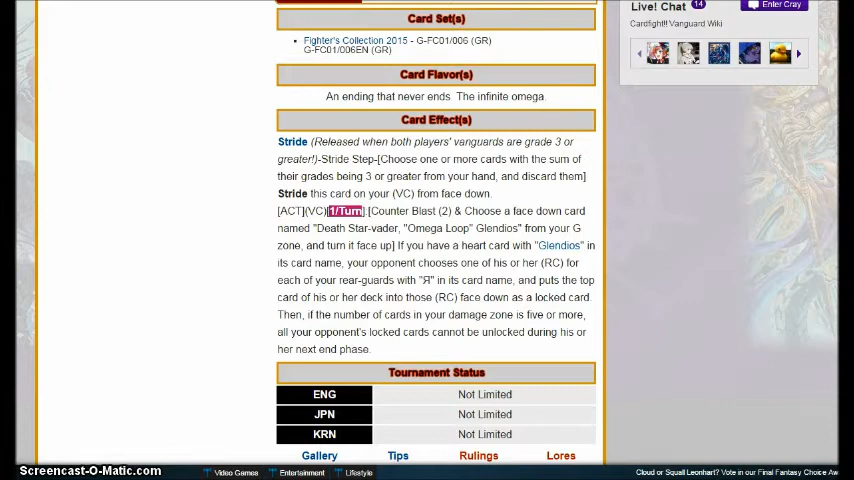 Card Set(s)
Live! Chat 14 Enter Cray
Cardfight!! Vanguard Wiki
Fighter's Collection 2015 - G-FC01/006 (GR)
G-FC01/006EN (GR)
Card Flavor(s)
An ending that never ends. The infinite omega.
Card Effect(s)
Stride (Released when both players' vanguards are grade 3 or
greater!)-Stride Step-[Choose one or more cards with the sum of
their grades being 3 or greater from your hand, and discard them]
Stride this card on your (VC) from face down.
[ACT](VC)[1/Turn]:[Counter Blast (2) & Choose a face down card
named "Death Star-vader, "Omega Loop" Glendios" from your G
zone, and turn it face up] If you have a heart card with "Glendios" in
its card name, your opponent chooses one of his or her (RC) for
each of your rear-guards with "Я" in its card name, and puts the top
card of his or her deck into those (RC) face down as a locked card.
Then, if the number of cards in your damage zone is five or more,
all your opponent's locked cards cannot be unlocked during his or
her next end phase.
Tournament Status
ENG Not Limited
JPN Not Limited
KRN Not Limited
Gallery Tips Rulings Lores
Screencast-O-Matic.com Video Games Entertainment Lifestyle Cloud or Squall Leonhart? Vote in our Final Fantasy Choice Aw